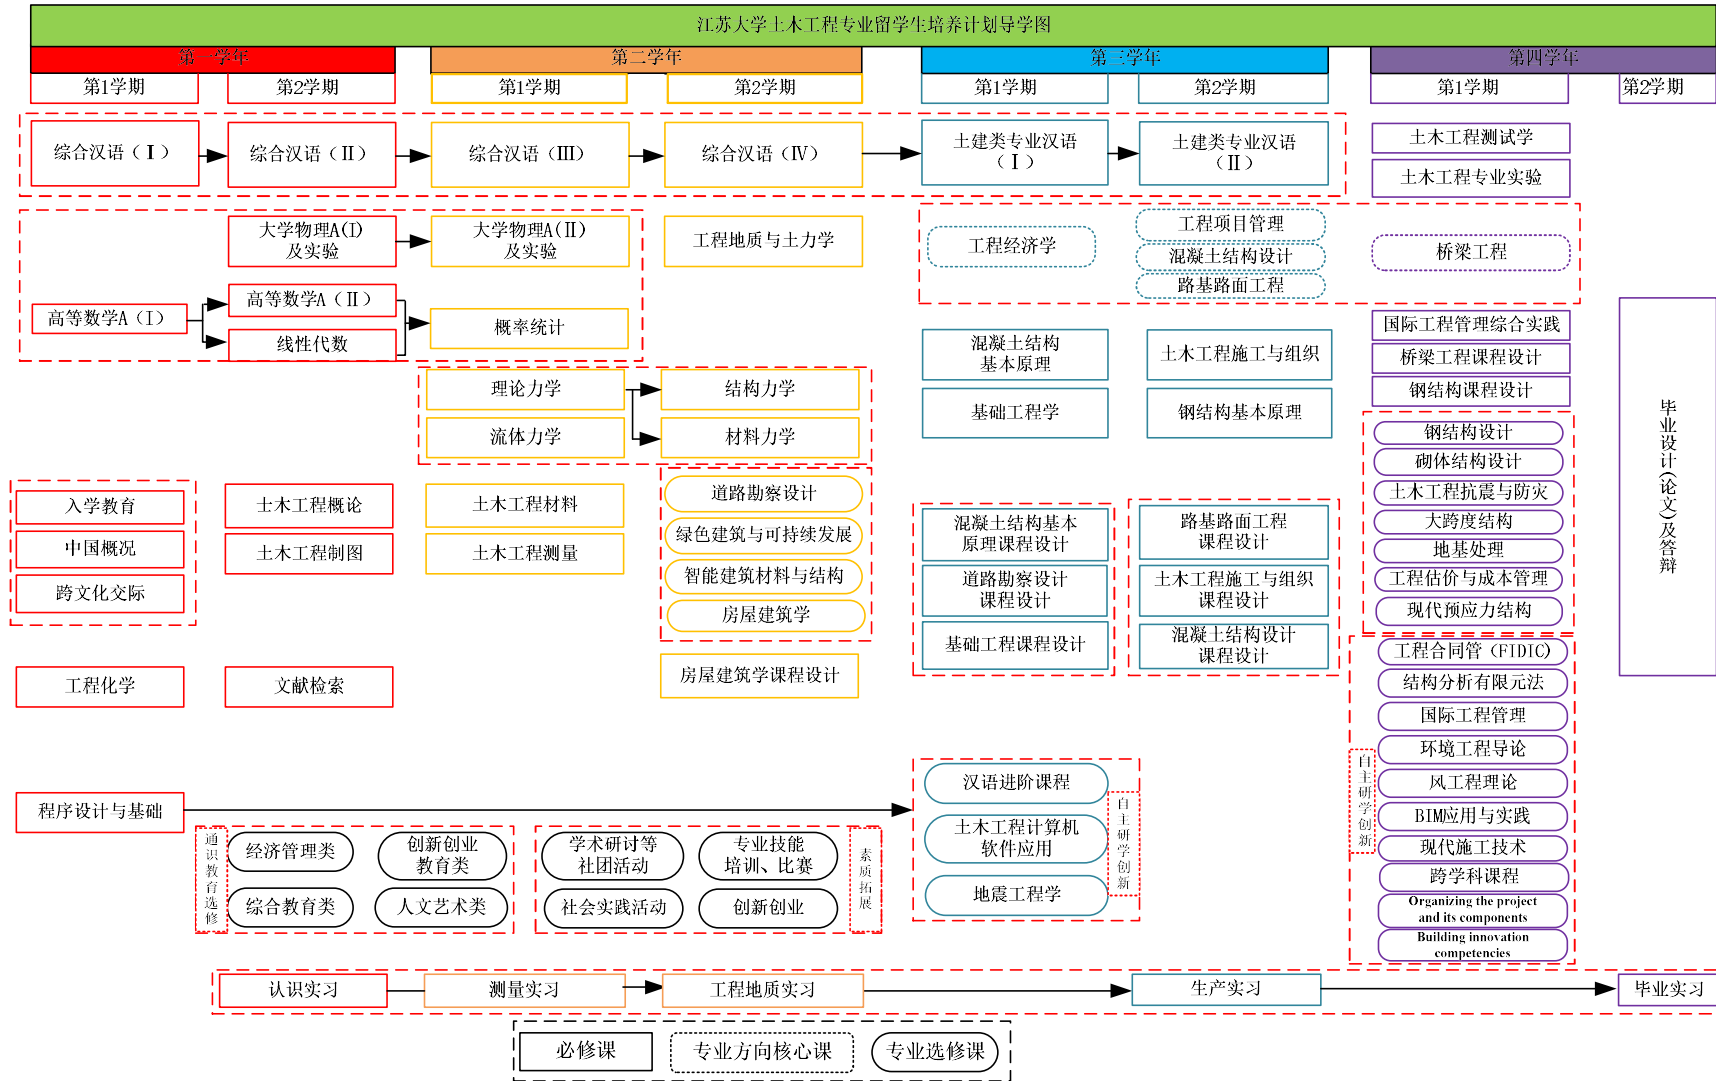 江苏大学土木工程专业留学生培养计划导学图
第一学年
第二学年
第三学年
第四学年
第1学期
第2学期
第1学期
第2学期
第1学期
第2学期
第1学期
第2学期
综合汉语（Ⅰ）
综合汉语（Ⅱ）
综合汉语（Ⅲ）
综合汉语（Ⅳ）
土建类专业汉语
（Ⅰ）
土建类专业汉语
（Ⅱ）
土木工程测试学
土木工程专业实验
大学物理A(Ⅰ)
及实验
大学物理A(Ⅱ)
及实验
工程地质与土力学
工程经济学
工程项目管理
混凝土结构设计
路基路面工程
桥梁工程
高等数学A（Ⅰ）
高等数学A（Ⅱ）
线性代数
概率统计
混凝土结构
基本原理
土木工程施工与组织
国际工程管理综合实践
桥梁工程课程设计
钢结构课程设计
理论力学
结构力学
流体力学
材料力学
基础工程学
钢结构基本原理
毕业设计(论文)及答辩
钢结构设计
砌体结构设计
土木工程抗震与防灾
大跨度结构
地基处理
工程估价与成本管理
现代预应力结构
入学教育
中国概况
跨文化交际
士木工程概论
土木工程制图
土木工程材料
土木工程测量
道路勘察设计
绿色建筑与可持续发展
智能建筑材料与结构
房屋建筑学
混凝土结构基本
原理课程设计
道路勘察设计
课程设计
基础工程课程设计
路基路面工程
课程设计
土木工程施工与组织
课程设计
混凝土结构设计
课程设计
工程化学
文献检索
房屋建筑学课程设计
工程合同管（FIDIC）
结构分析有限元法
国际工程管理
环境工程导论
风工程理论
BIM应用与实践
现代施工技术
跨学科课程
Organizing the project
and its components
Building innovation
competencies
自主研学创新
程序设计与基础
汉语进阶课程
土木工程计算机
软件应用
地震工程学
自主研学创新
通识教育选修
经济管理类
创新创业
教育类
综合教育类
人文艺术类
学术研讨等
社团活动
专业技能
培训、比赛
社会实践活动
创新创业
素质拓展
认识实习
测量实习
工程地质实习
生产实习
毕业实习
必修课
专业方向核心课
专业选修课